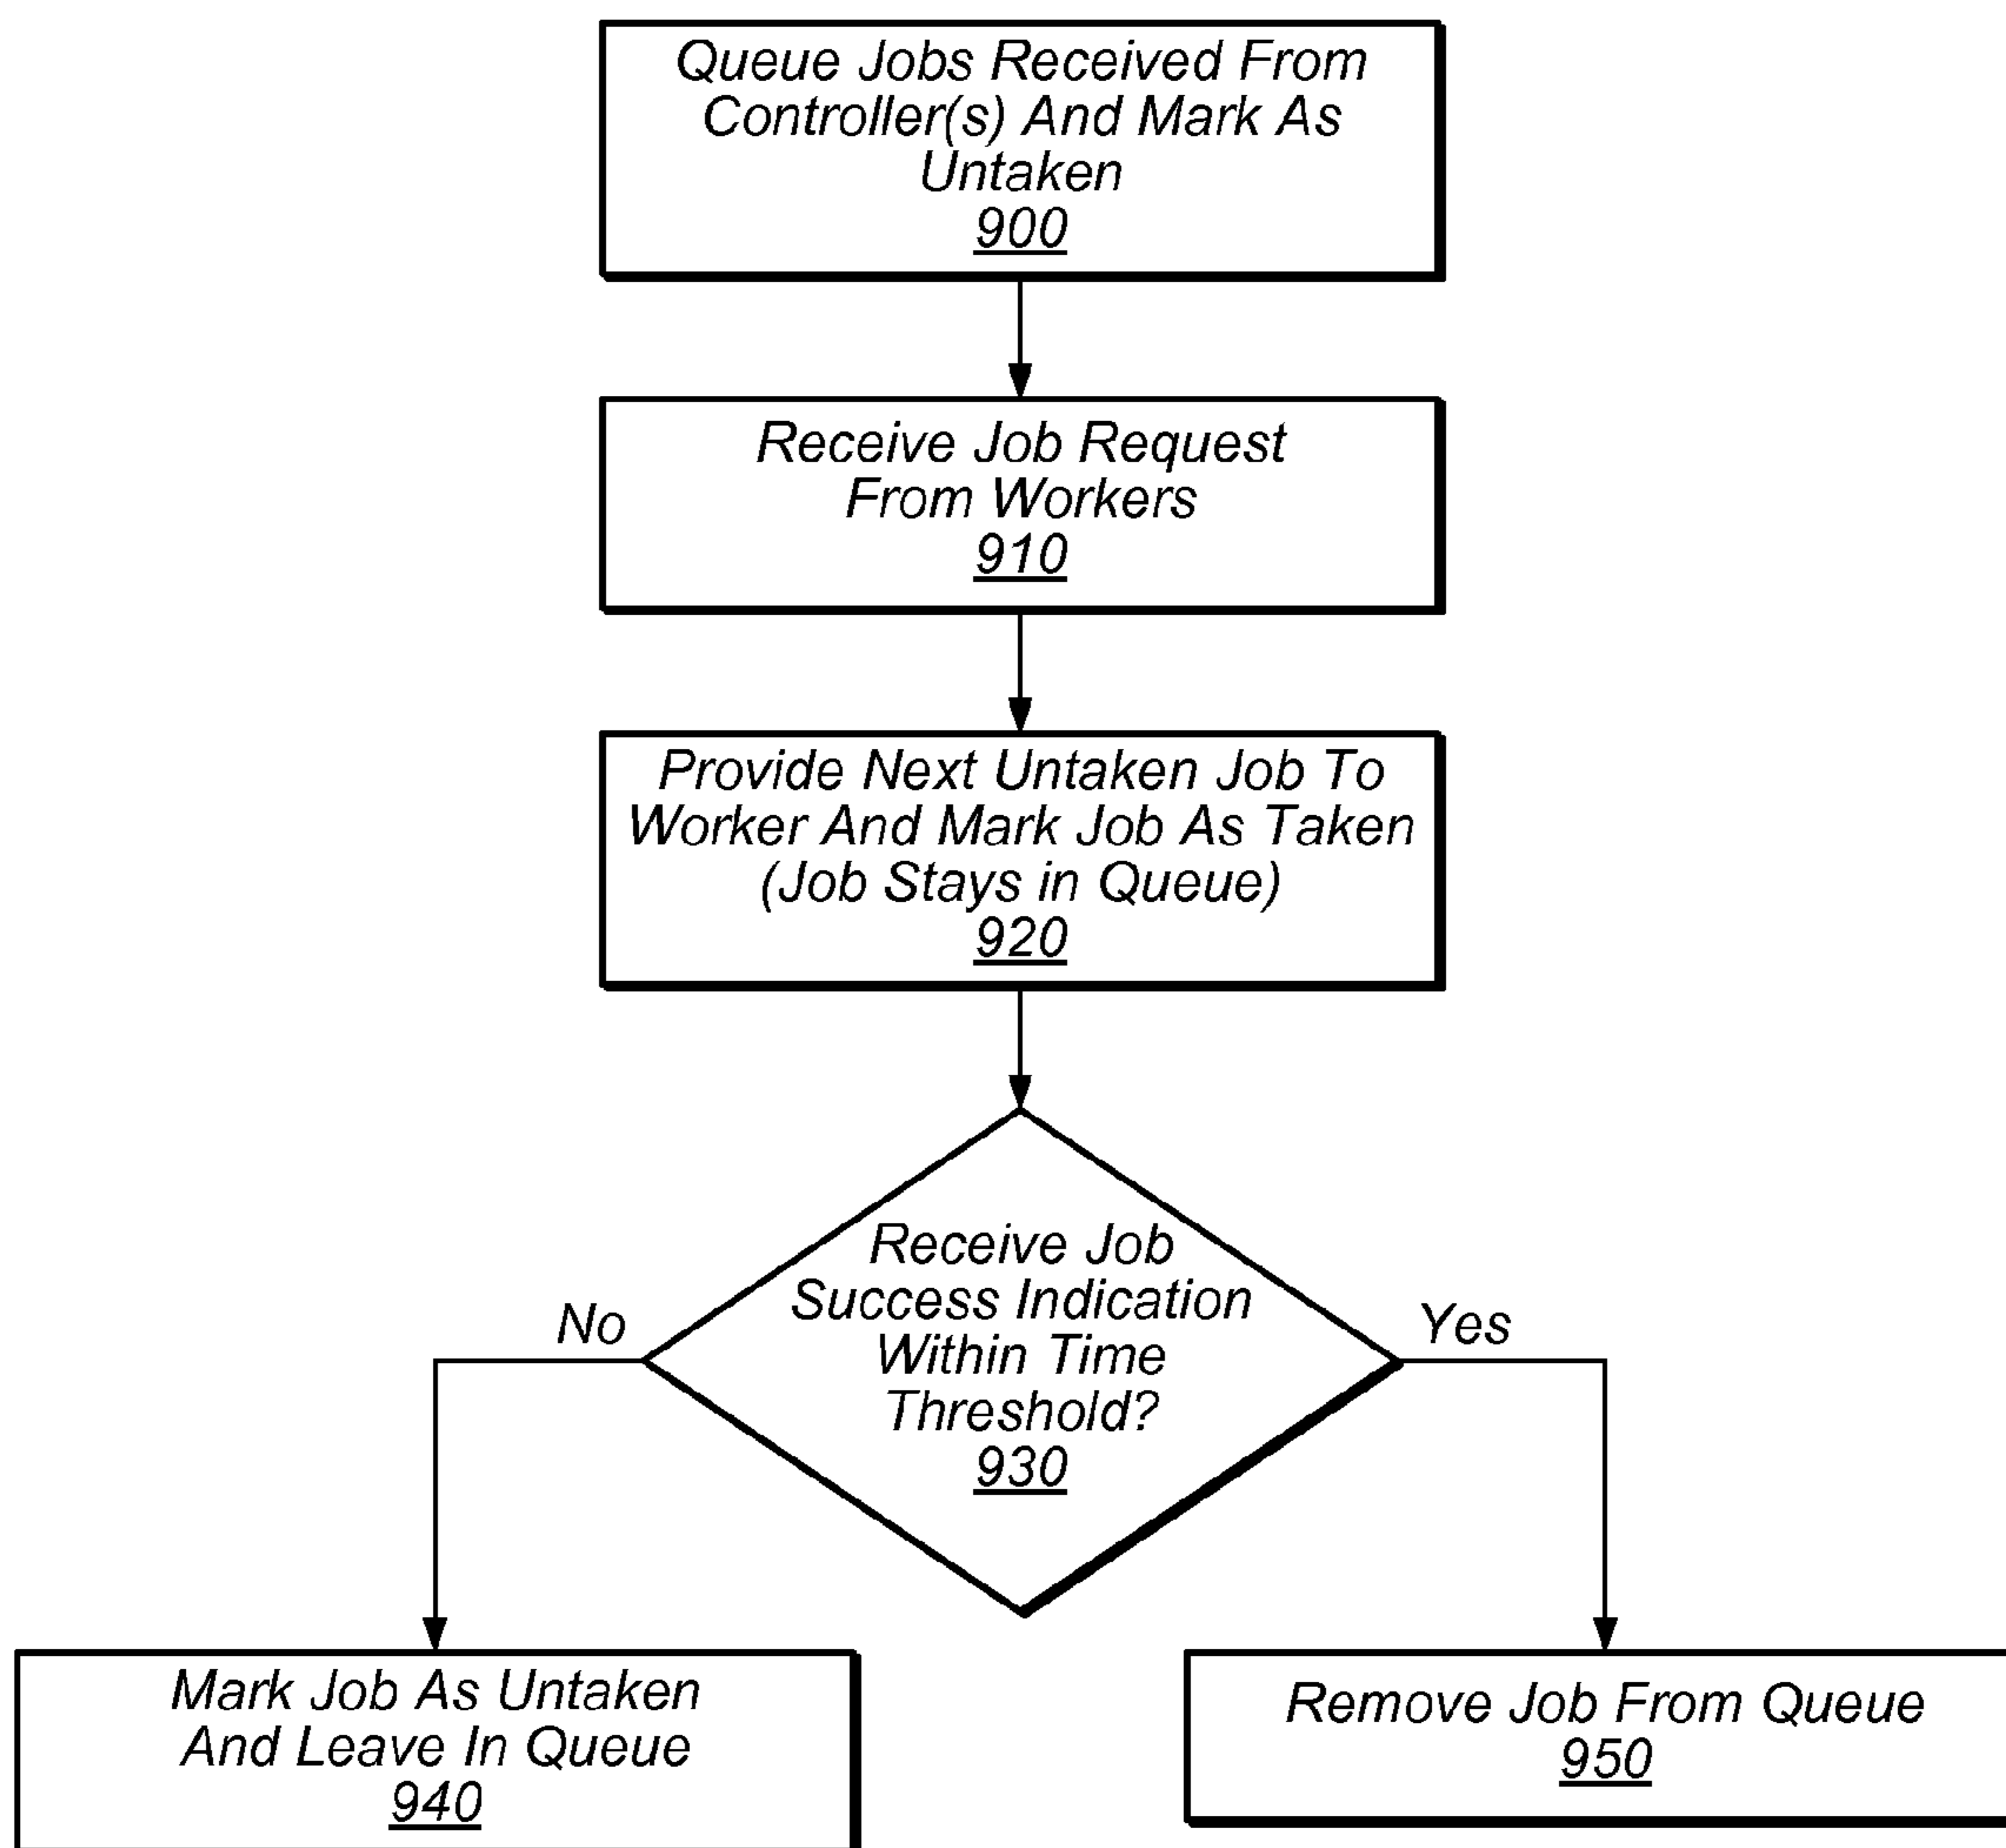 Queue Jobs Received From
Controller(s) And Mark As
Untaken
900
Receive Job Request
From Workers
910
Provide Next Untaken Job To
Worker And Mark Job As Taken
(Job Stays in Queue)
920
Receive Job
Success Indication
Within Time
Threshold?
930
No
Yes
Mark Job As Untaken
And Leave In Queue
940
Remove Job From Queue
950